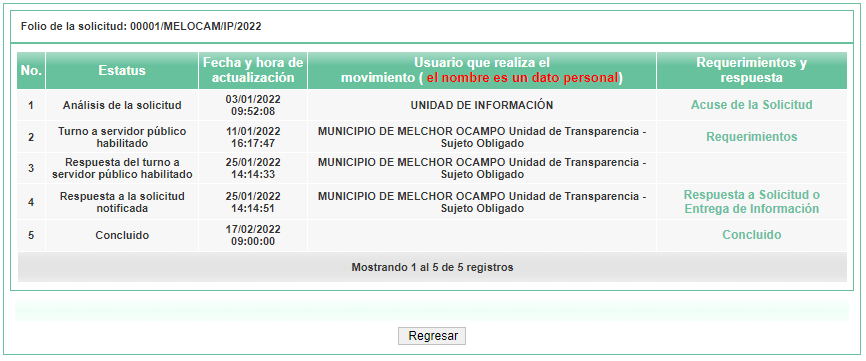 Folio de la solicitud: 00001/MELOCAM/IP/2022
No. Estatus Fecha y hora de actualización Usuario que realiza el movimiento ( el nombre es un dato personal) Requerimientos y respuesta
1 Análisis de la solicitud 03/01/2022 09:52:08 UNIDAD DE INFORMACIÓN Acuse de la Solicitud
2 Turno a servidor público habilitado 11/01/2022 16:17:47 MUNICIPIO DE MELCHOR OCAMPO Unidad de Transparencia - Sujeto Obligado Requerimientos
3 Respuesta del turno a servidor público habilitado 25/01/2022 14:14:33 MUNICIPIO DE MELCHOR OCAMPO Unidad de Transparencia - Sujeto Obligado
4 Respuesta a la solicitud notificada 25/01/2022 14:14:51 MUNICIPIO DE MELCHOR OCAMPO Unidad de Transparencia - Sujeto Obligado Respuesta a Solicitud o Entrega de Información
5 Concluido 17/02/2022 09:00:00 Concluido
Mostrando 1 al 5 de 5 registros
Regresar